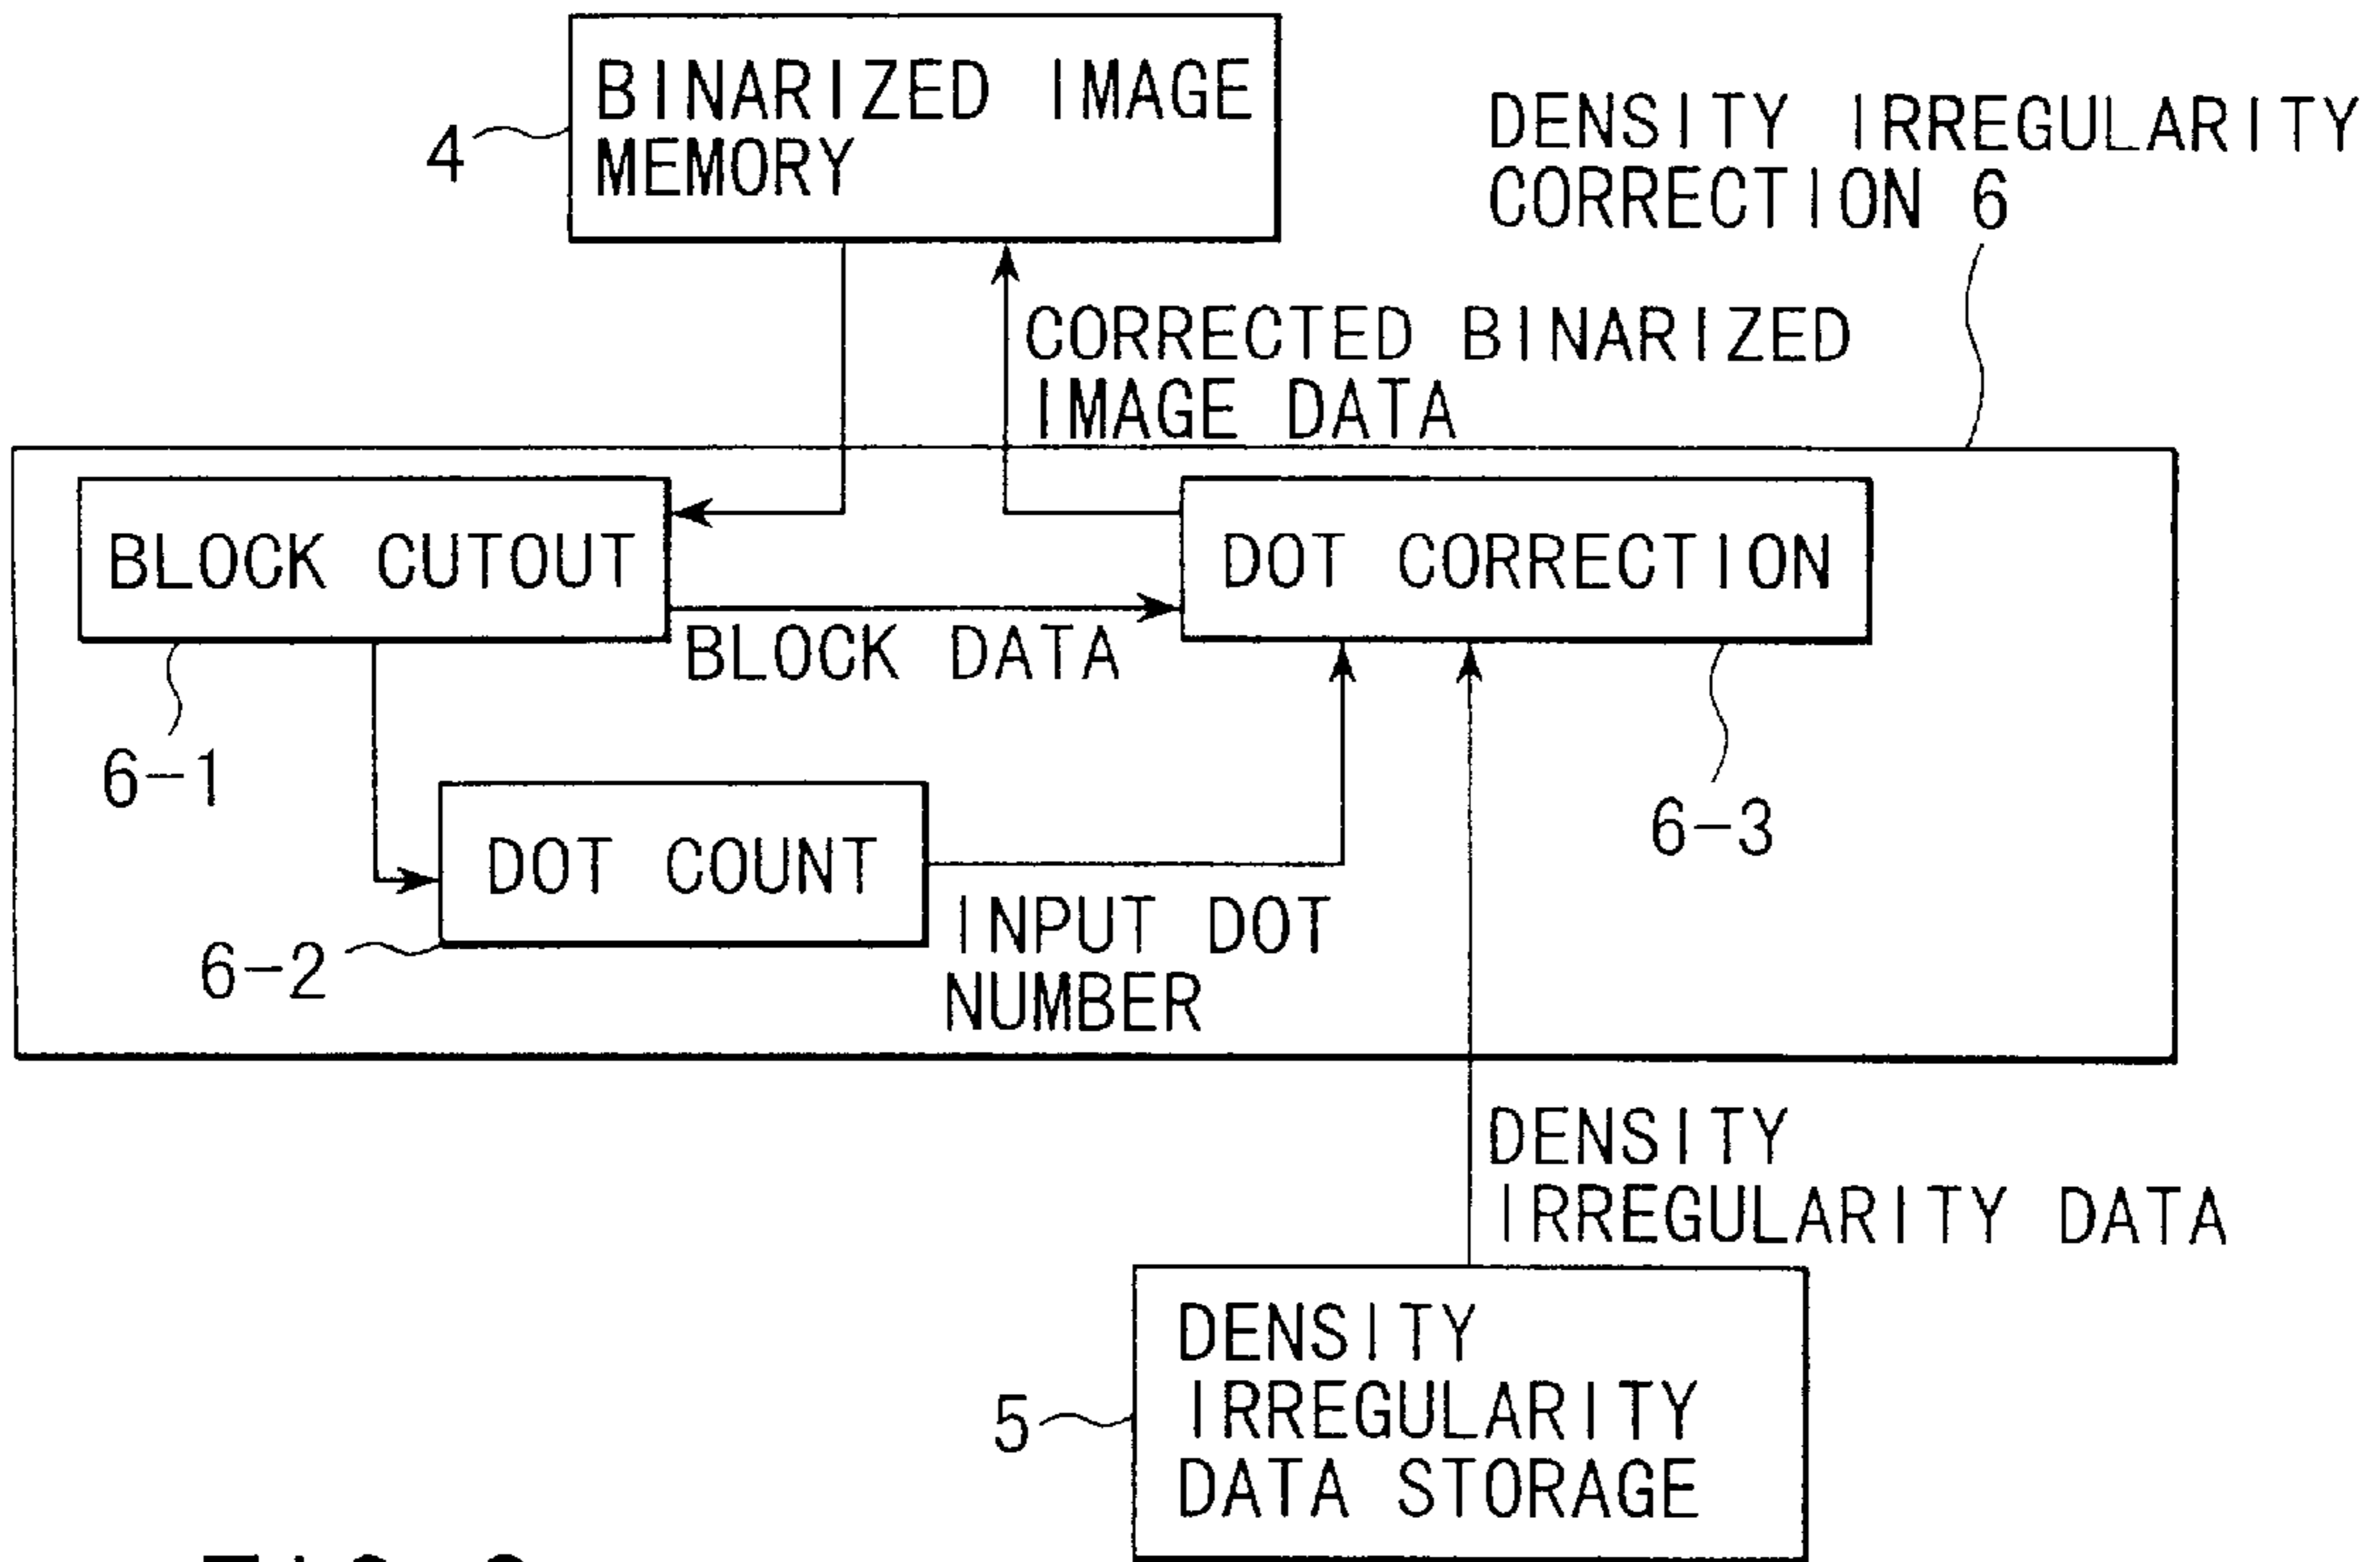 BINARIZED IMAGE
MEMORY
4
DENSITY IRREGULARITY
CORRECTION 6
CORRECTED BINARIZED
IMAGE DATA
BLOCK CUTOUT
DOT CORRECTION
BLOCK DATA
6-1
6-3
DOT COUNT
6-2
INPUT DOT
NUMBER
DENSITY
IRREGULARITY DATA
DENSITY
IRREGULARITY
DATA STORAGE
5